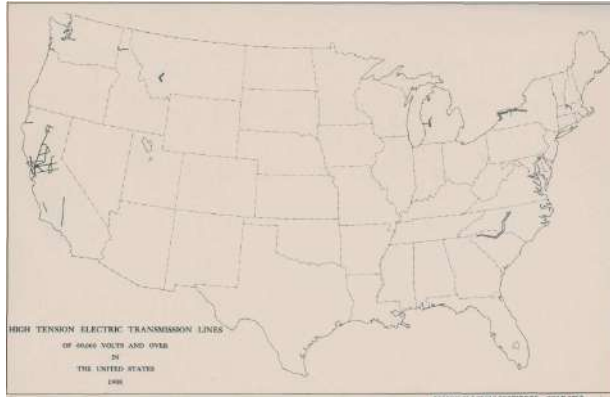 HIGH TENSION ELECTRIC TRANSMISSION LINES
OF 60,000 VOLTS AND OVER
IN
THE UNITED STATES
1908